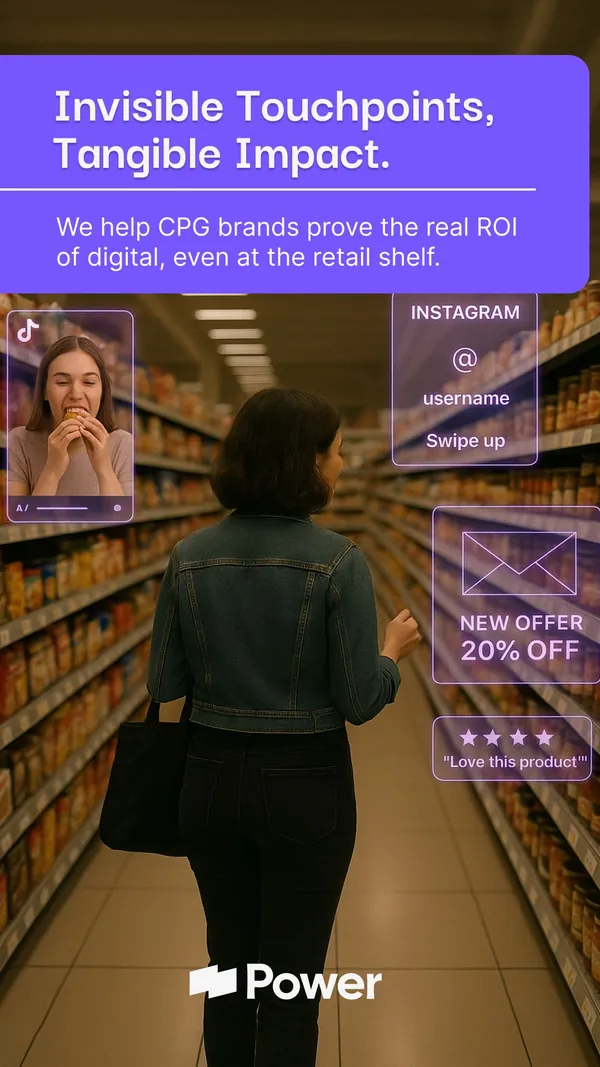 Invisible Touchpoints,
Tangible Impact.
We help CPG brands prove the real ROI
of digital, even at the retail shelf.
INSTAGRAM
@
username
Swipe up
A/
NEW OFFER
20% OFF
"Love this product'"
Power